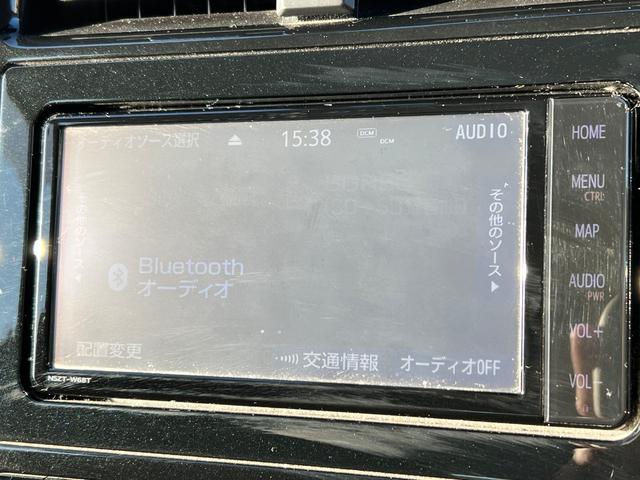 オーディオソース選択
15:38
DCM
DCM
AUDIO
その他のソース
その他のソース
Bluetooth
オーディオ
配置変更
交通情報
オーディオOFF
NSZT-W68T
HOME
MENU
CTRL
MAP
AUDIO
PWR
VOL+
VOL-